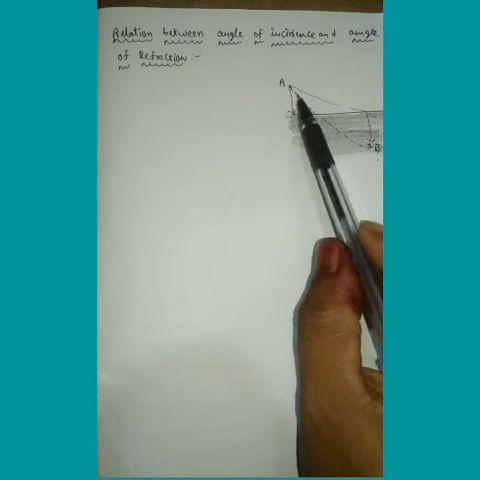 Relation between angle of incidence and angle
of Refraction :-
A
B